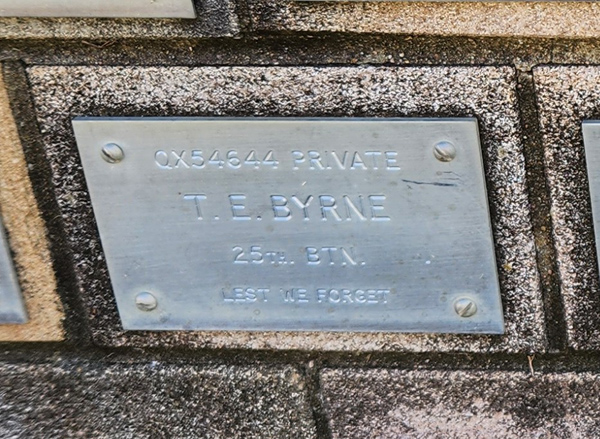 QX54644 PRIVATE
T. E. BYRNE
25TH. BTN.
LEST WE FORGET